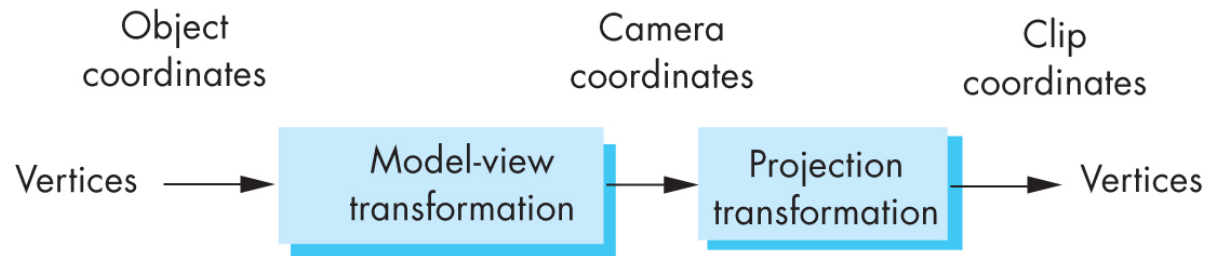 Object
coordinates
Camera
coordinates
Clip
coordinates
Vertices
Model-view
transformation
Projection
transformation
Vertices